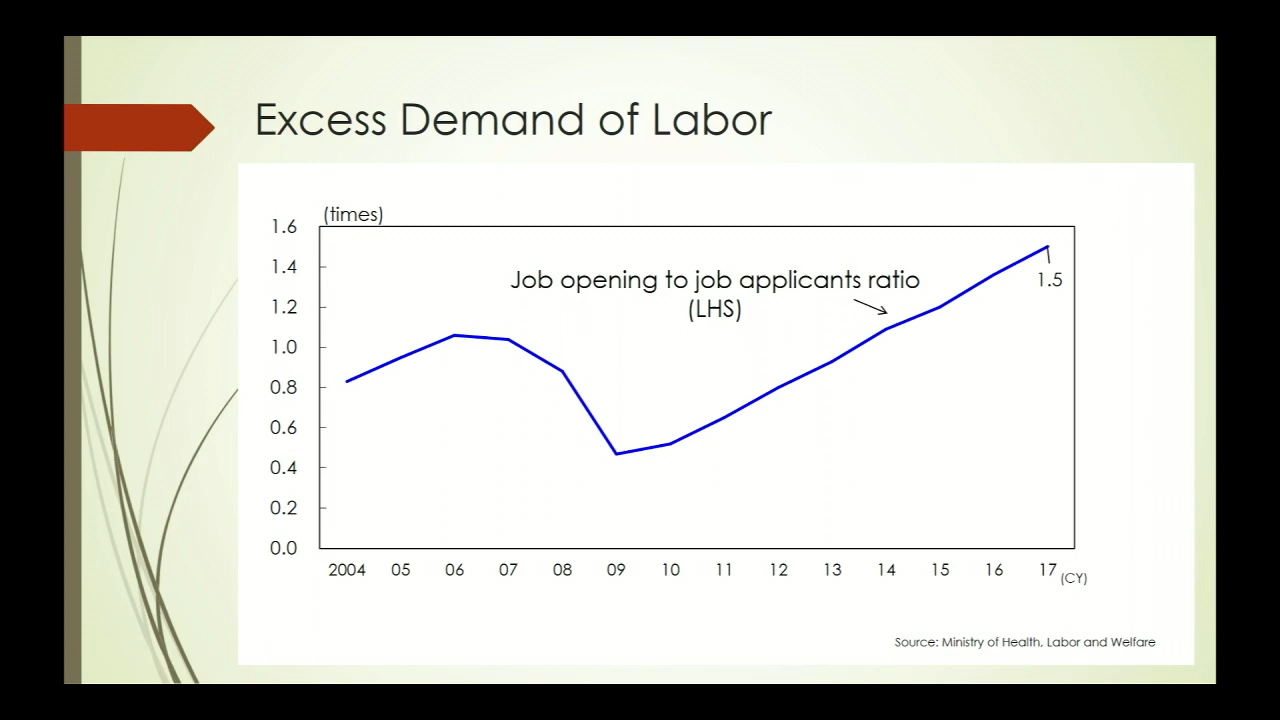 Excess Demand of Labor
(times)
1.6
1.4
1.2
1.0
0.8
0.6
0.4
0.2
0.0
Job opening to job applicants ratio
(LHS)
1.5
2004 05 06 07 08 09 10 11 12 13 14 15 16 17 (CY)
Source: Ministry of Health, Labor and Welfare